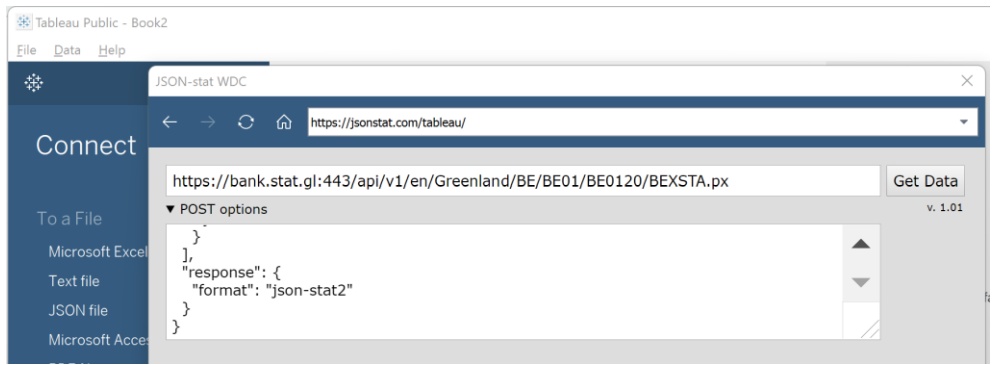 Tableau Public - Book2
File Data Help
JSON-stat WDC
https://jsonstat.com/tableau/
Connect
https://bank.stat.gl:443/api/v1/en/Greenland/BE/BE01/BE0120/BEXSTA.px Get Data
▼ POST options v. 1.01
To a File
Microsoft Excel
Text file
JSON file
Microsoft Acce
}
],
"response": {
"format": "json-stat2"
}
}